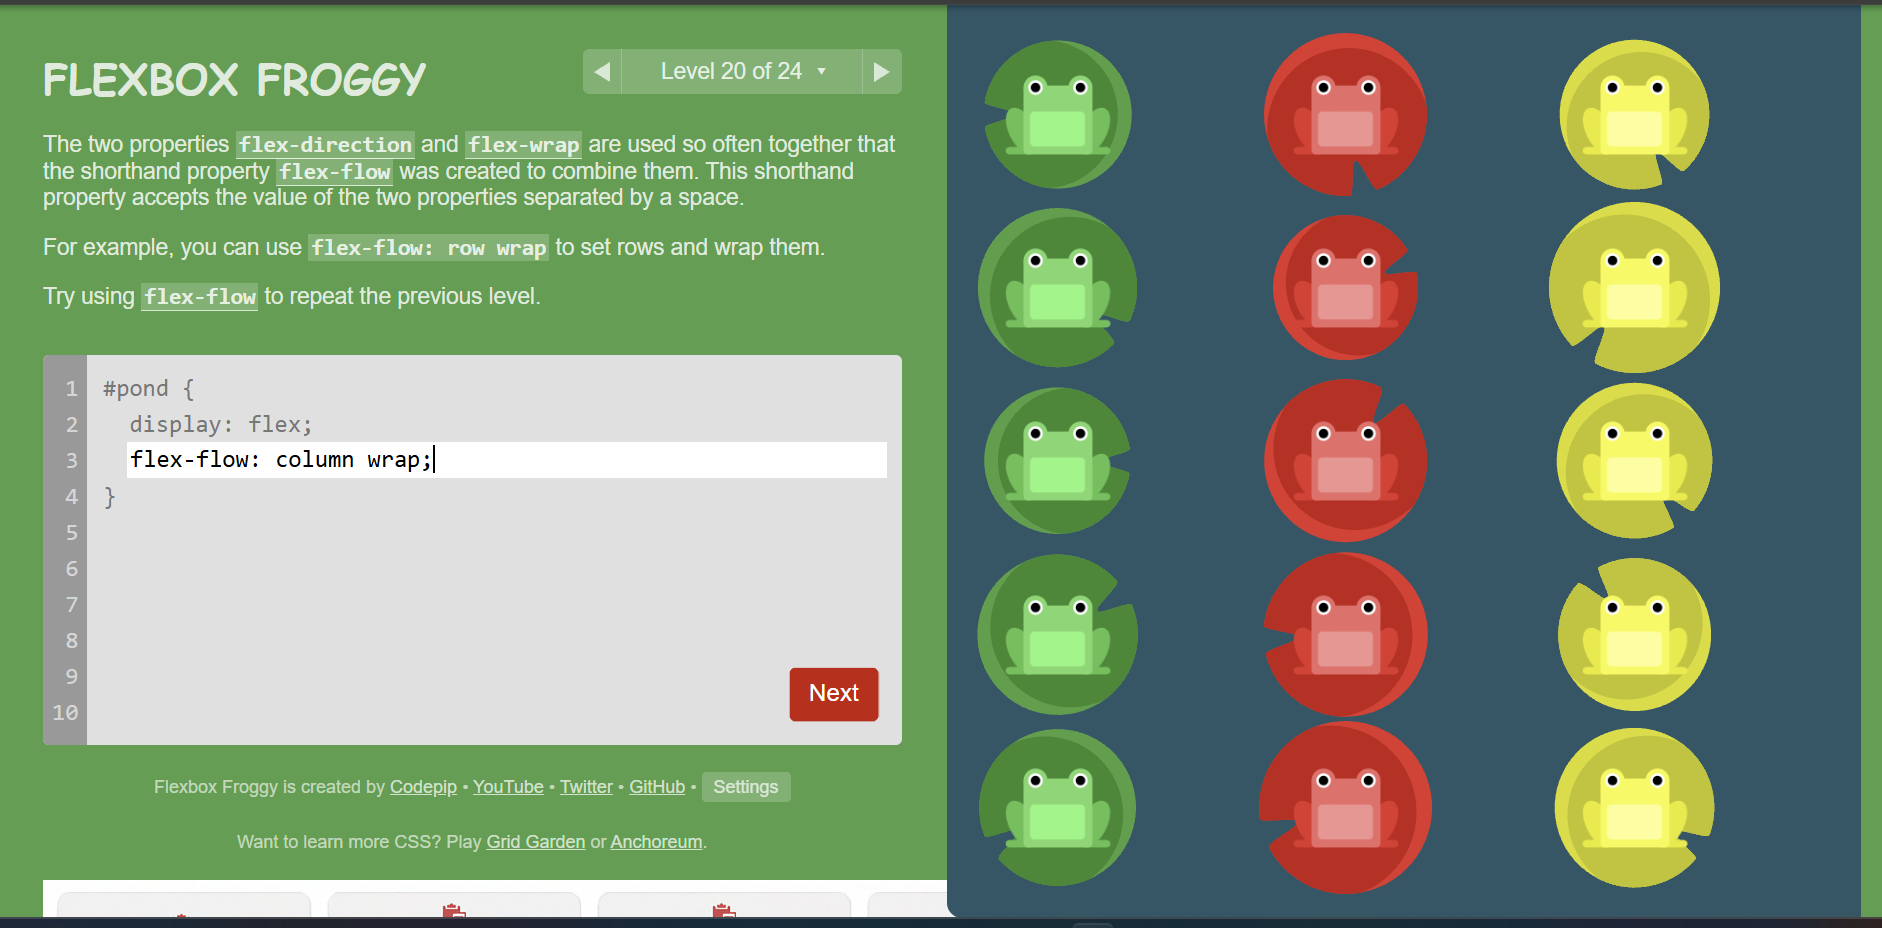 FLEXBOX FROGGY
Level 20 of 24
The two properties flex-direction and flex-wrap are used so often together that
the shorthand property flex-flow was created to combine them. This shorthand
property accepts the value of the two properties separated by a space.
For example, you can use flex-flow: row wrap to set rows and wrap them.
Try using flex-flow to repeat the previous level.
1 #pond {
2 display: flex;
3 flex-flow: column wrap;
4 }
5
6
7
8
9
10
Next
Flexbox Froggy is created by Codepip • YouTube • Twitter • GitHub • Settings
Want to learn more CSS? Play Grid Garden or Anchoreum.